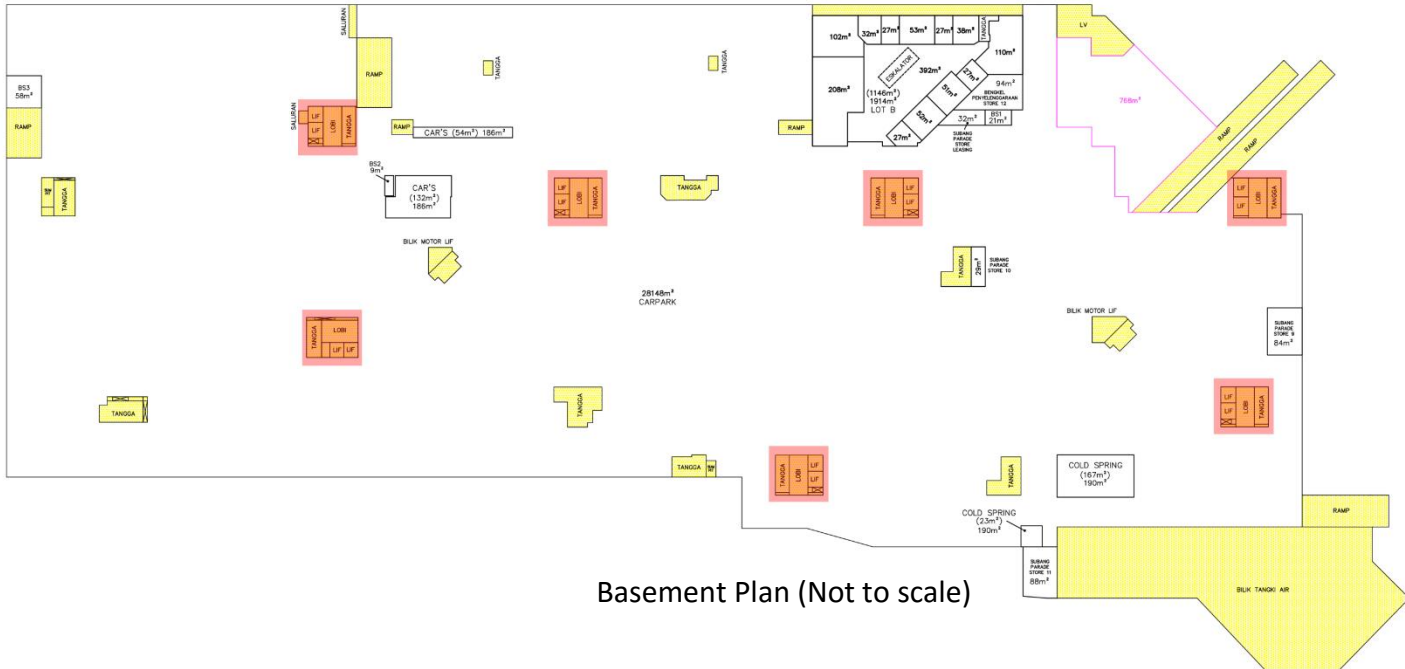 SALURAN
RAMP
TANGGA
TANGGA
BS3
58m²
RAMP
SALURAN
LIF
LIF
LOBI
TANGGA
RAMP
CAR'S (54m²) 186m²
102m²
32m²
27m²
53m²
27m²
38m²
TANGGA
110m²
ESKALATOR
392m²
208m²
(1146m²)
1914m²
LOT B
27m²
51m²
52m²
27m²
94m²
BENGKEL
PENYELENGGARAAN
STORE 12
32m²
BS1
21m²
SUBANG
PARADE
STORE
LEASING
RAMP
LV
768m²
RAMP
RAMP
TANGGA
BS2
9m²
CAR'S
(132m²)
186m²
LIF
LIF
LOBI
TANGGA
TANGGA
TANGGA
LOBI
LIF
LIF
LIF
LIF
LOBI
TANGGA
BILIK MOTOR LIF
TANGGA
29m²
SUBANG
PARADE
STORE 10
28148m²
CARPARK
BILIK MOTOR LIF
SUBANG
PARADE
STORE 9
84m²
TANGGA
LOBI
LIF
LIF
TANGGA
TANGGA
LIF
LIF
LOBI
TANGGA
TANGGA
TANGGA
LOBI
LIF
LIF
TANGGA
COLD SPRING
(167m²)
190m²
COLD SPRING
(23m²)
190m²
RAMP
SUBANG
PARADE
STORE 11
88m²
BILIK TANGKI AIR
Basement Plan (Not to scale)